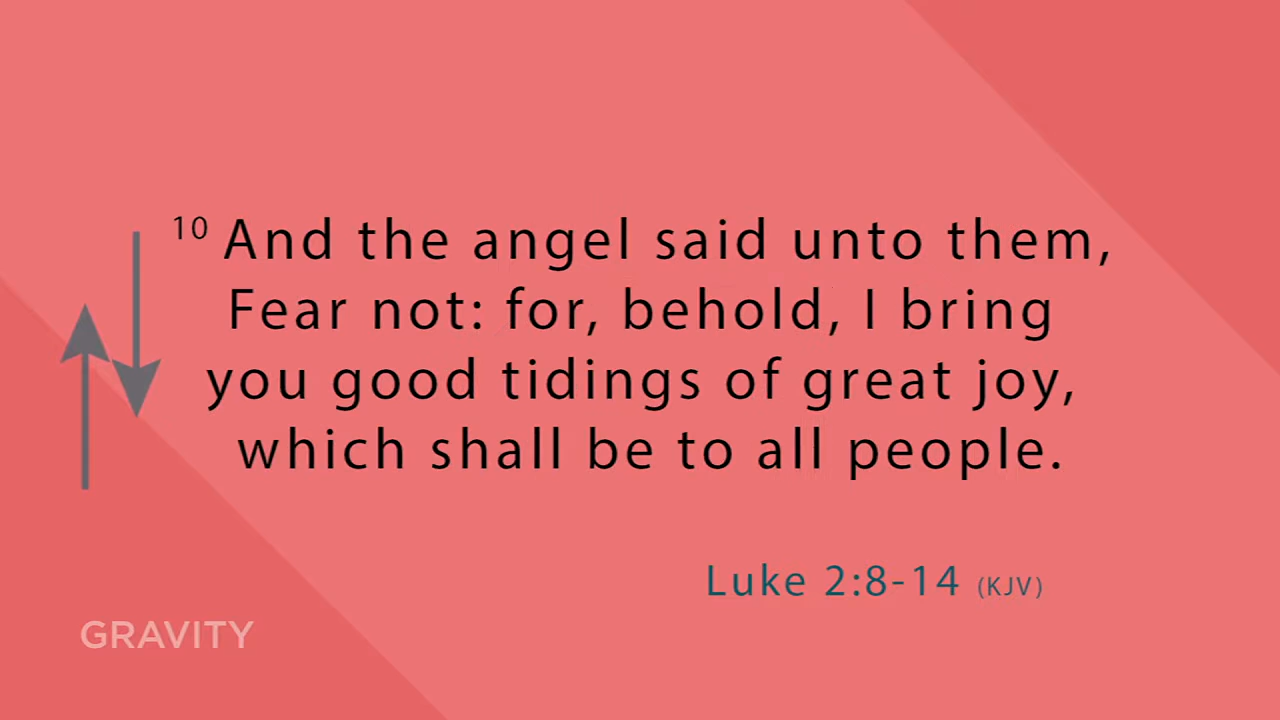 10 And the angel said unto them,
Fear not: for, behold, I bring
you good tidings of great joy,
which shall be to all people.
Luke 2:8-14 (KJV)
GRAVITY